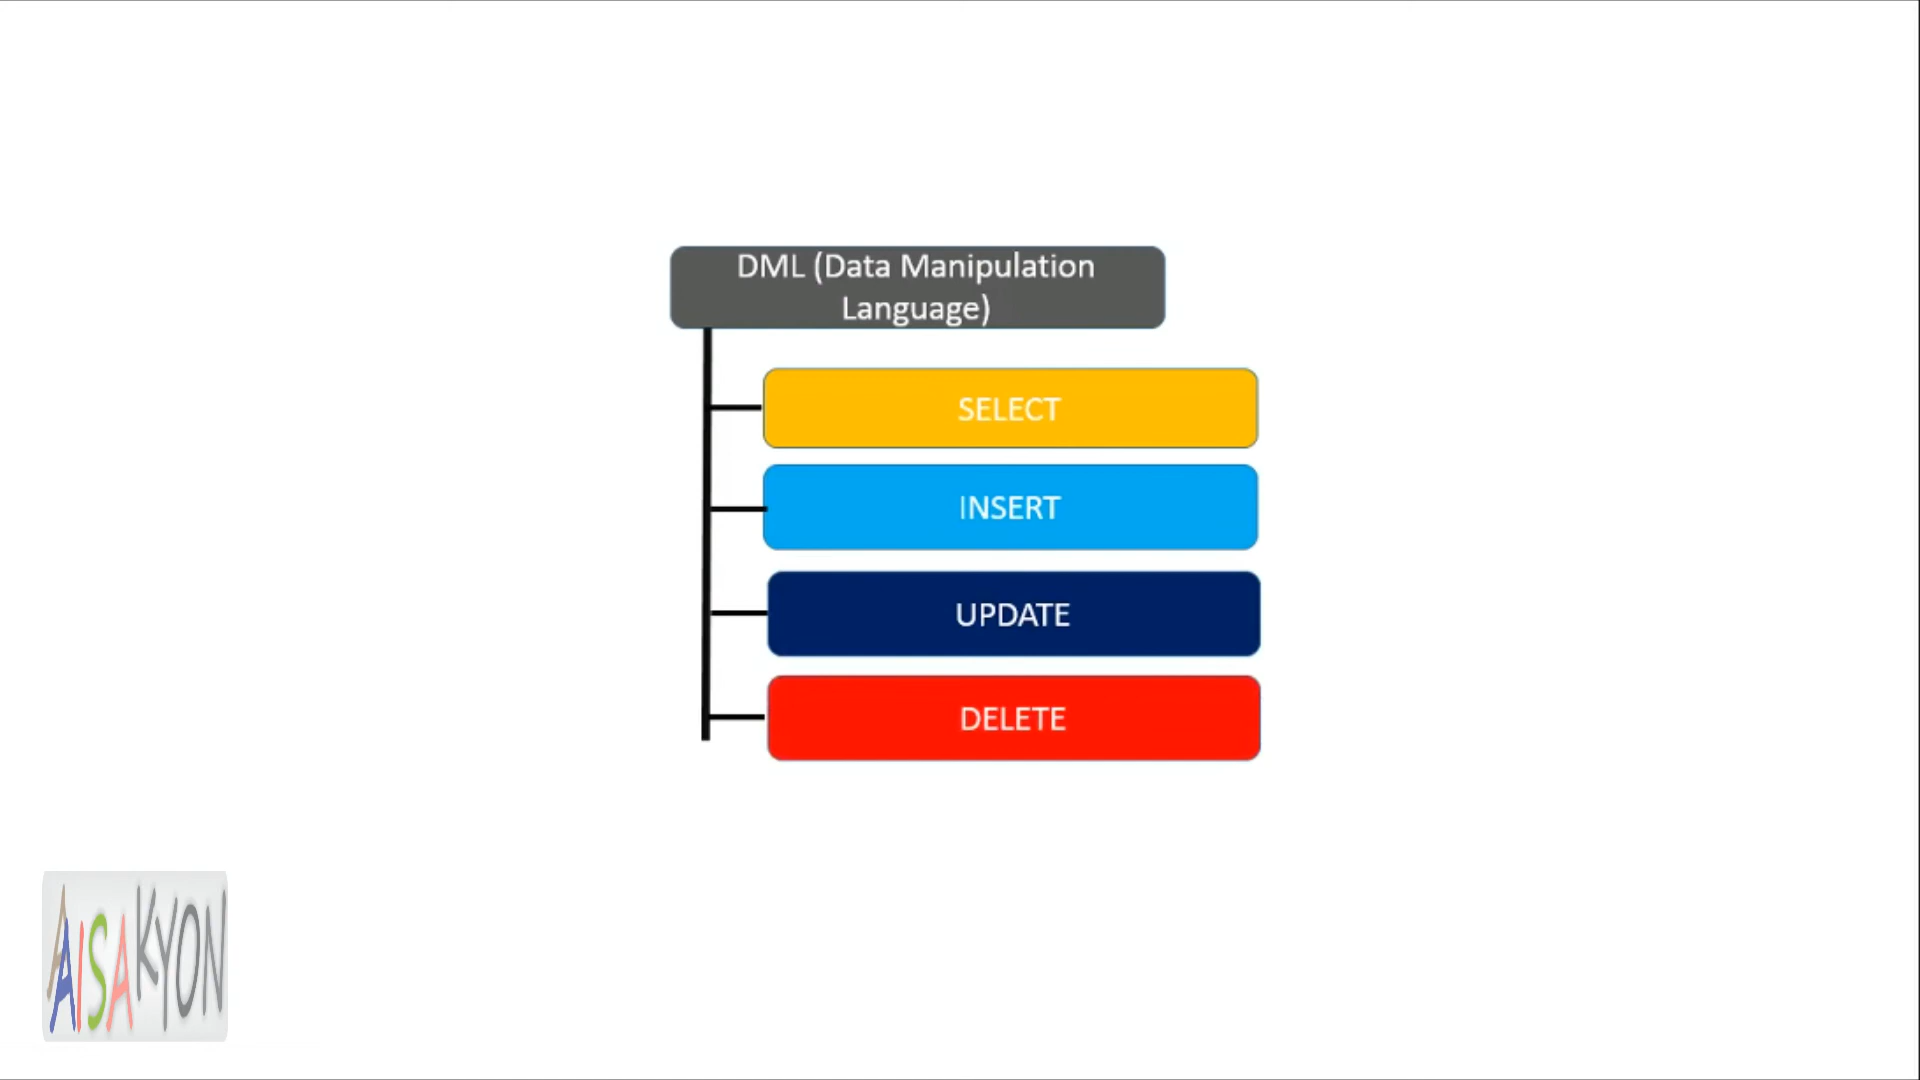 DML (Data Manipulation
Language)
SELECT
INSERT
UPDATE
DELETE
AISAKYON